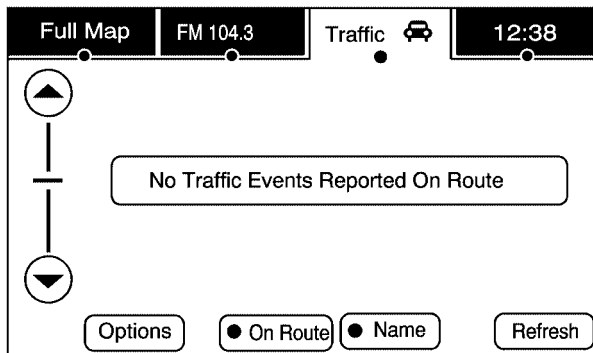 Full Map FM 104.3 Traffic 12:38
No Traffic Events Reported On Route
Options On Route Name Refresh